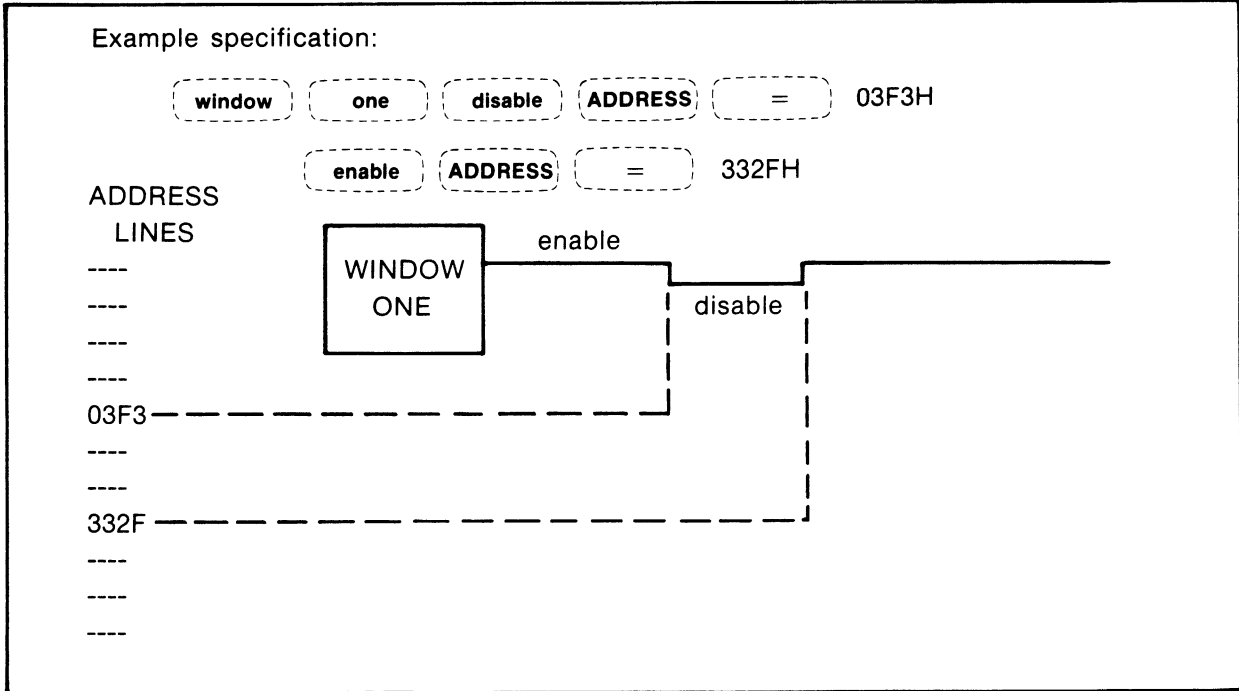 Example specification:
window one disable ADDRESS = 03F3H
enable ADDRESS = 332FH
ADDRESS
LINES
WINDOW
ONE
enable
disable
----
----
----
----
03F3
----
----
332F
----
----
----